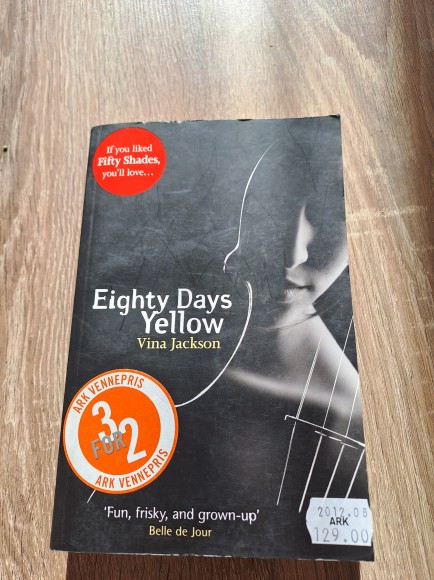 If you liked
Fifty Shades,
you'll love...
Eighty Days
Yellow
Vina Jackson
ARK VENNEPRIS
3
FOR
2
ARK VENNEPRIS
'Fun, frisky, and grown-up'
Belle de Jour
2012.08
ARK
129.00